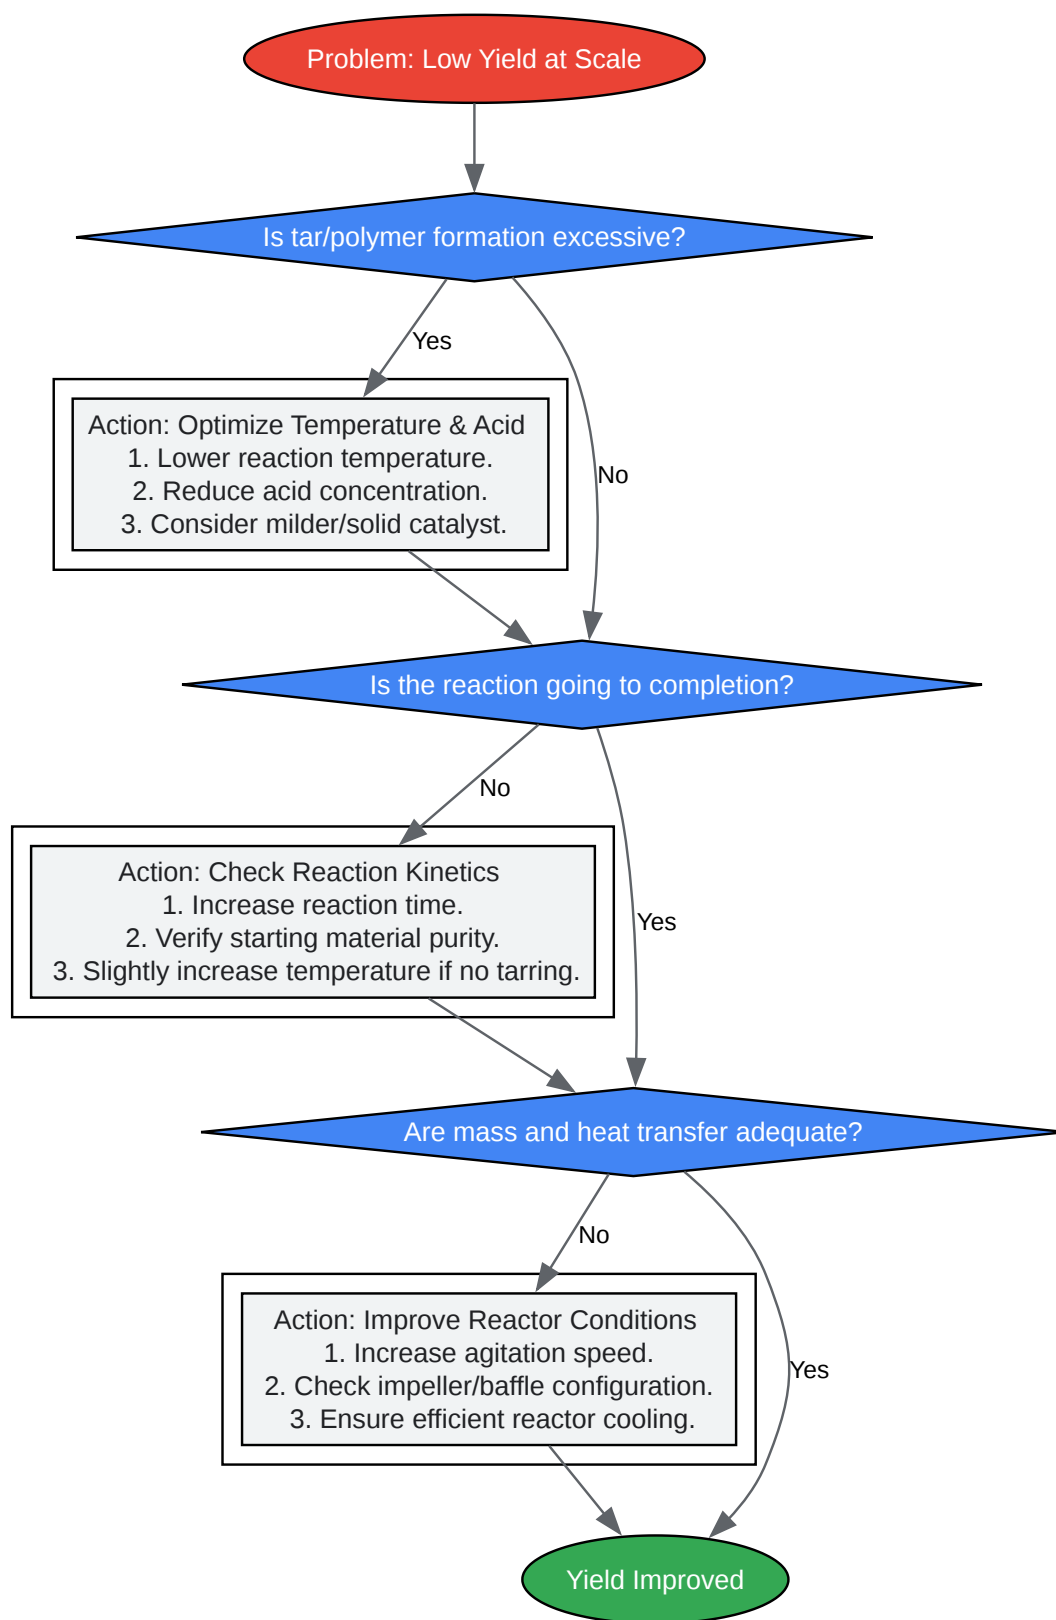 Problem: Low Yield at Scale
Is tar/polymer formation excessive?
Yes
No
Action: Optimize Temperature & Acid
1. Lower reaction temperature.
2. Reduce acid concentration.
3. Consider milder/solid catalyst.
Is the reaction going to completion?
No
Yes
Action: Check Reaction Kinetics
1. Increase reaction time.
2. Verify starting material purity.
3. Slightly increase temperature if no tarring.
Are mass and heat transfer adequate?
No
Yes
Action: Improve Reactor Conditions
1. Increase agitation speed.
2. Check impeller/baffle configuration.
3. Ensure efficient reactor cooling.
Yield Improved